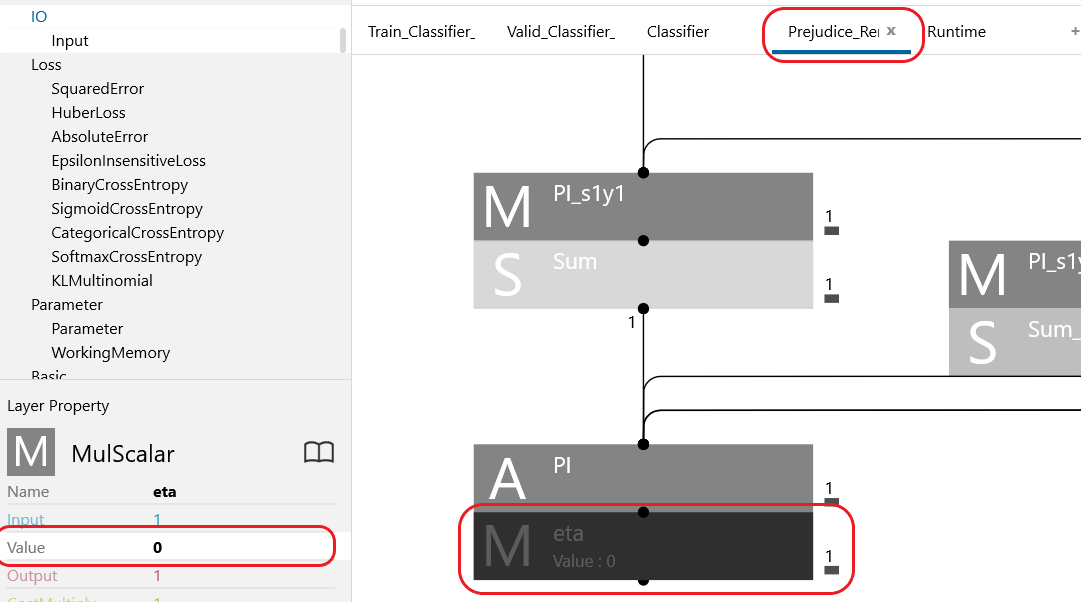 IO
Input
Loss
SquaredError
HuberLoss
AbsoluteError
EpsilonInsensitiveLoss
BinaryCrossEntropy
SigmoidCrossEntropy
CategoricalCrossEntropy
SoftmaxCrossEntropy
KLMultinomial
Parameter
Parameter
WorkingMemory
Basic
Layer Property
M MulScalar
Name eta
Input 1
Value 0
Output 1
CostMultiply 1
Train_Classifier_ Valid_Classifier_ Classifier Prejudice_Rei x Runtime +
M PI_s1y1
1
S Sum
1
1
M PI_s1y
S Sum_
A PI
1
M eta
Value : 0
1